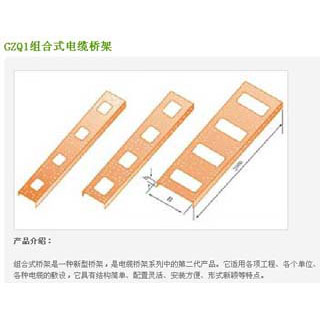 GZQ1组合式电缆桥架
产品介绍：
组合式桥架是一种新型桥架，是电缆桥架系列中的第二代产品。它适用各项工程、各个单位、
各种电缆的敷设，它具有结构简单、配置灵活、安装方便、形式新颖等特点。